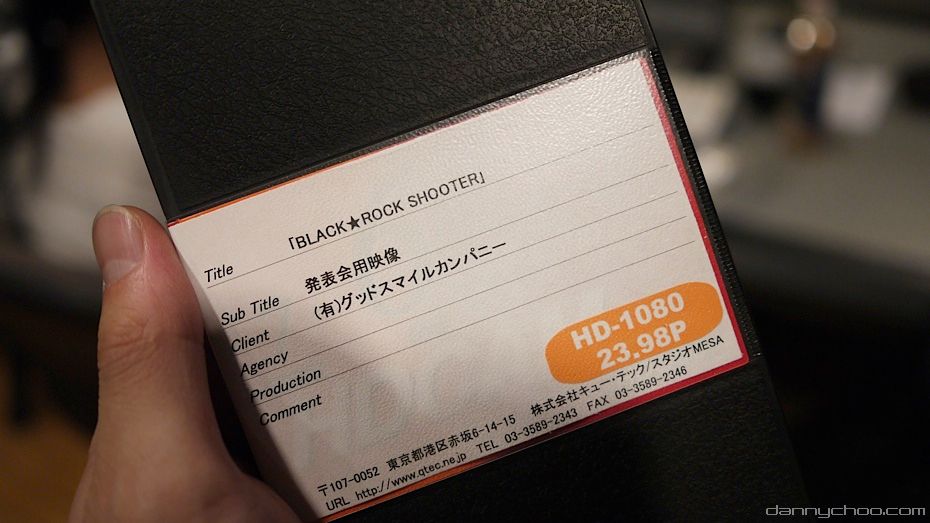 Title 「BLACK★ROCK SHOOTER」
Sub Title 発表会用映像
Client (有)グッドスマイルカンパニー
Agency
Production
Comment
HD-1080
23.98P
株式会社キュー・テック/スタジオMESA
〒107-0052 東京都港区赤坂6-14-15 TEL 03-3589-2343 FAX 03-3589-2346
URL http://www.qtec.ne.jp
dannychoo.com